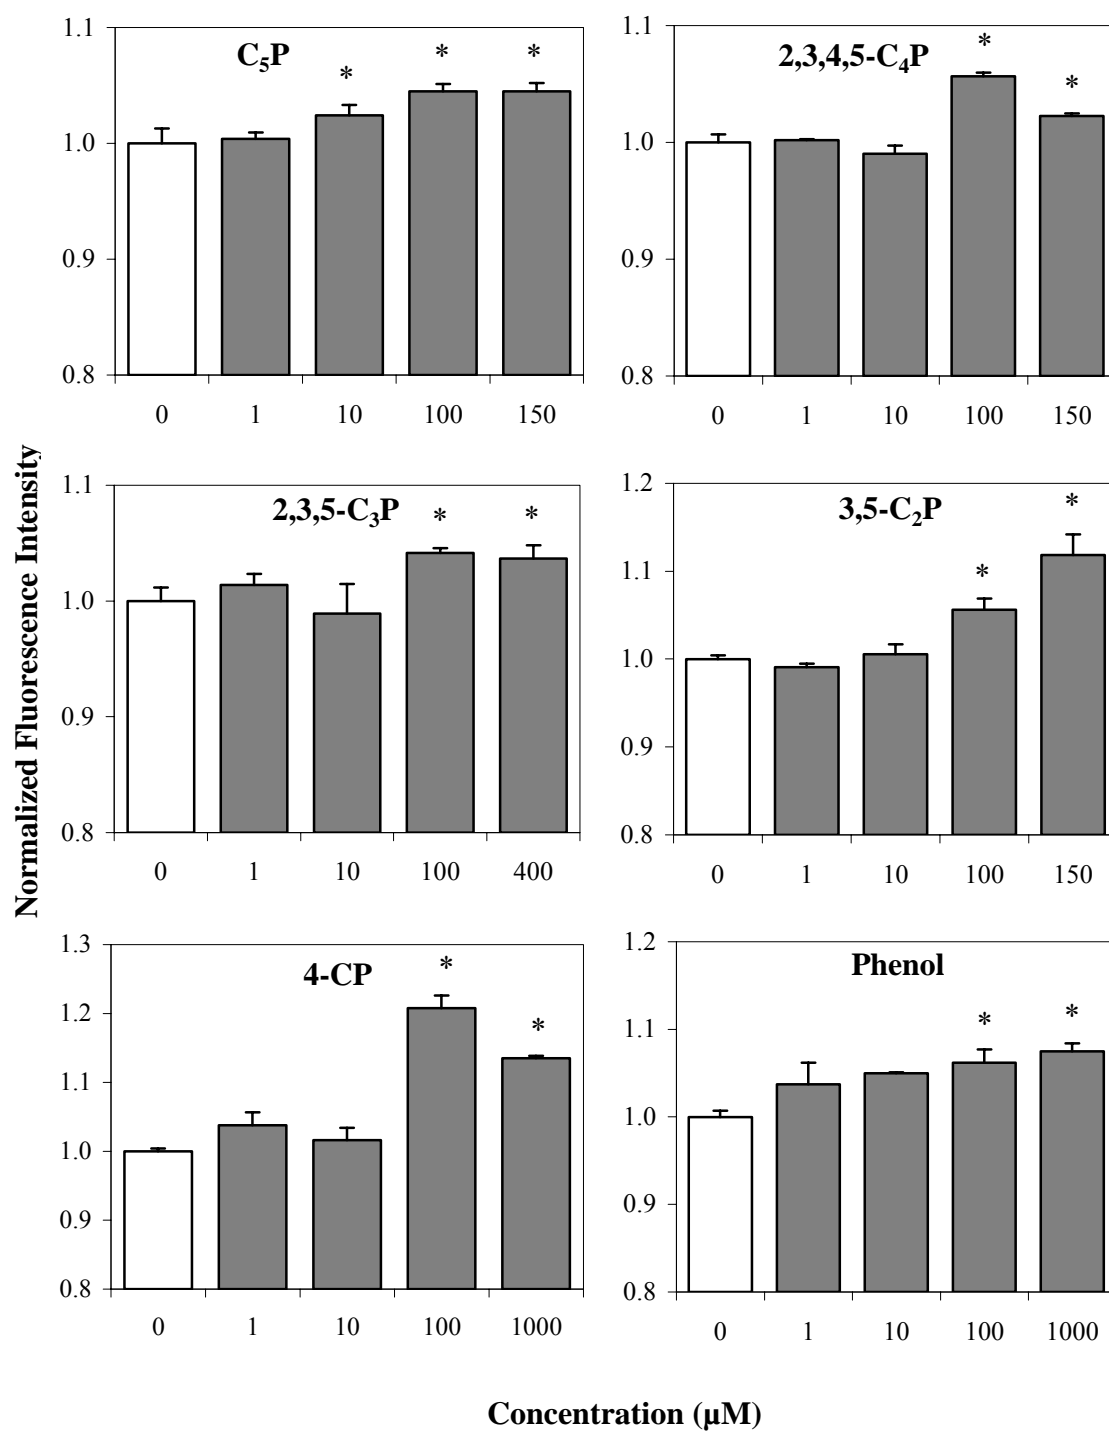 Normalized Fluorescence Intensity
C₅P
1.1
1.0
0.9
0.8
* * *
0 1 10 100 150
2,3,4,5-C₄P
1.1
1.0
0.9
0.8
* *
0 1 10 100 150
2,3,5-C₃P
1.1
1.0
0.9
0.8
* *
0 1 10 100 400
3,5-C₂P
1.2
1.1
1.0
0.9
0.8
* *
0 1 10 100 150
4-CP
1.3
1.2
1.1
1.0
0.9
0.8
* *
0 1 10 100 1000
Phenol
1.2
1.1
1.0
0.9
0.8
* *
0 1 10 100 1000
Concentration (µM)